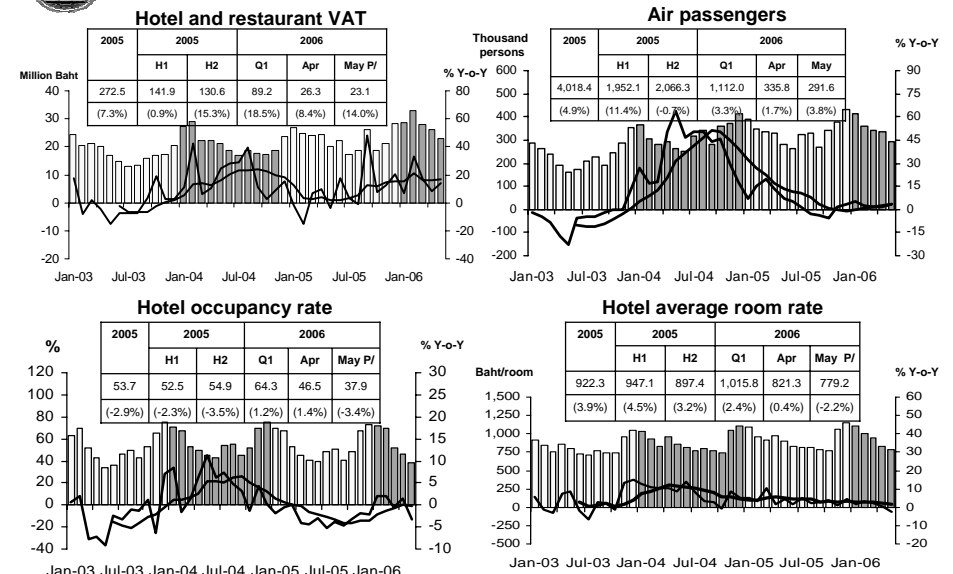 Hotel and restaurant VAT
2005 2005 2006
H1 H2 Q1 Apr May P/
272.5 141.9 130.6 89.2 26.3 23.1
(7.3%) (0.9%) (15.3%) (18.5%) (8.4%) (14.0%)
Million Baht
% Y-o-Y
40
30
20
10
0
-10
-20
80
60
40
20
0
-20
-40
Jan-03 Jul-03 Jan-04 Jul-04 Jan-05 Jul-05 Jan-06
Air passengers
Thousand
persons
% Y-o-Y
2005 2005 2006
H1 H2 Q1 Apr May
4,018.4 1,952.1 2,066.3 1,112.0 335.8 291.6
(4.9%) (11.4%) (-0.7%) (3.3%) (1.7%) (3.8%)
600
500
400
300
200
100
0
-100
-200
90
75
60
45
30
15
0
-15
-30
Jan-03 Jul-03 Jan-04 Jul-04 Jan-05 Jul-05 Jan-06
Hotel occupancy rate
2005 2005 2006
H1 H2 Q1 Apr May P/
53.7 52.5 54.9 64.3 46.5 37.9
(-2.9%) (-2.3%) (-3.5%) (1.2%) (1.4%) (-3.4%)
%
% Y-o-Y
120
100
80
60
40
20
0
-20
-40
30
25
20
15
10
5
0
-5
-10
Jan-03 Jul-03 Jan-04 Jul-04 Jan-05 Jul-05 Jan-06
Hotel average room rate
2005 2005 2006
H1 H2 Q1 Apr May P/
922.3 947.1 897.4 1,015.8 821.3 779.2
(3.9%) (4.5%) (3.2%) (2.4%) (0.4%) (-2.2%)
Baht/room
% Y-o-Y
1,500
1,250
1,000
750
500
250
0
-250
-500
60
50
40
30
20
10
0
-10
-20
Jan-03 Jul-03 Jan-04 Jul-04 Jan-05 Jul-05 Jan-06